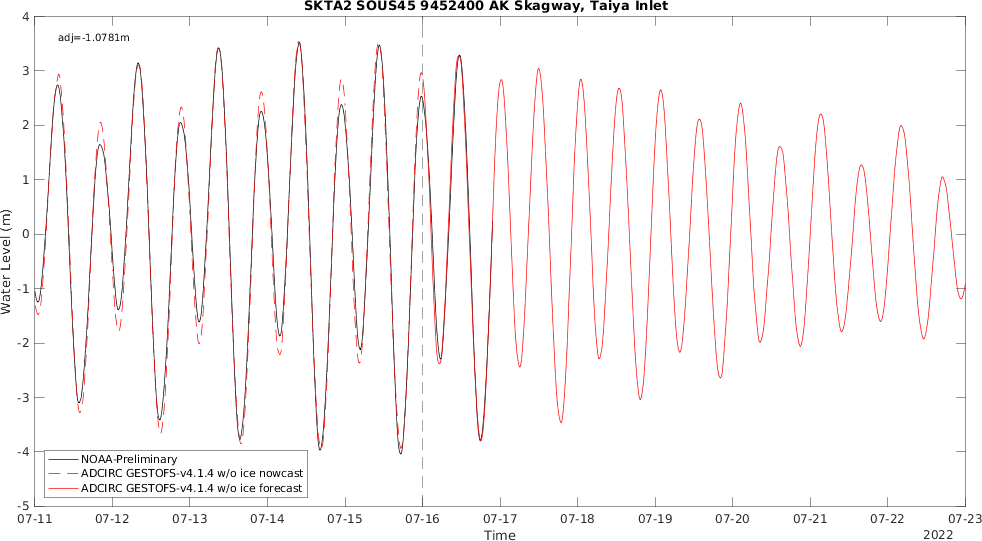 SKTA2 SOUS45 9452400 AK Skagway, Taiya Inlet
adj=-1.0781m
4
3
2
1
0
-1
-2
-3
-4
-5
Water Level (m)
NOAA-Preliminary
ADCIRC GESTOFS-v4.1.4 w/o ice nowcast
ADCIRC GESTOFS-v4.1.4 w/o ice forecast
07-11 07-12 07-13 07-14 07-15 07-16 07-17 07-18 07-19 07-20 07-21 07-22 07-23
Time
2022